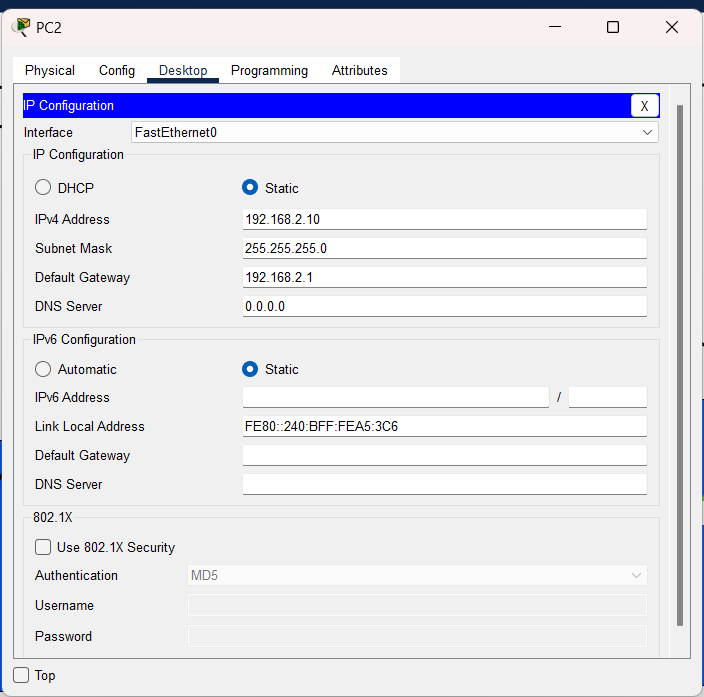 PC2
Physical Config Desktop Programming Attributes
IP Configuration X
Interface FastEthernet0
IP Configuration
DHCP Static
IPv4 Address 192.168.2.10
Subnet Mask 255.255.255.0
Default Gateway 192.168.2.1
DNS Server 0.0.0.0
IPv6 Configuration
Automatic Static
IPv6 Address /
Link Local Address FE80::240:BFF:FEA5:3C6
Default Gateway
DNS Server
802.1X
Use 802.1X Security
Authentication MD5
Username
Password
Top